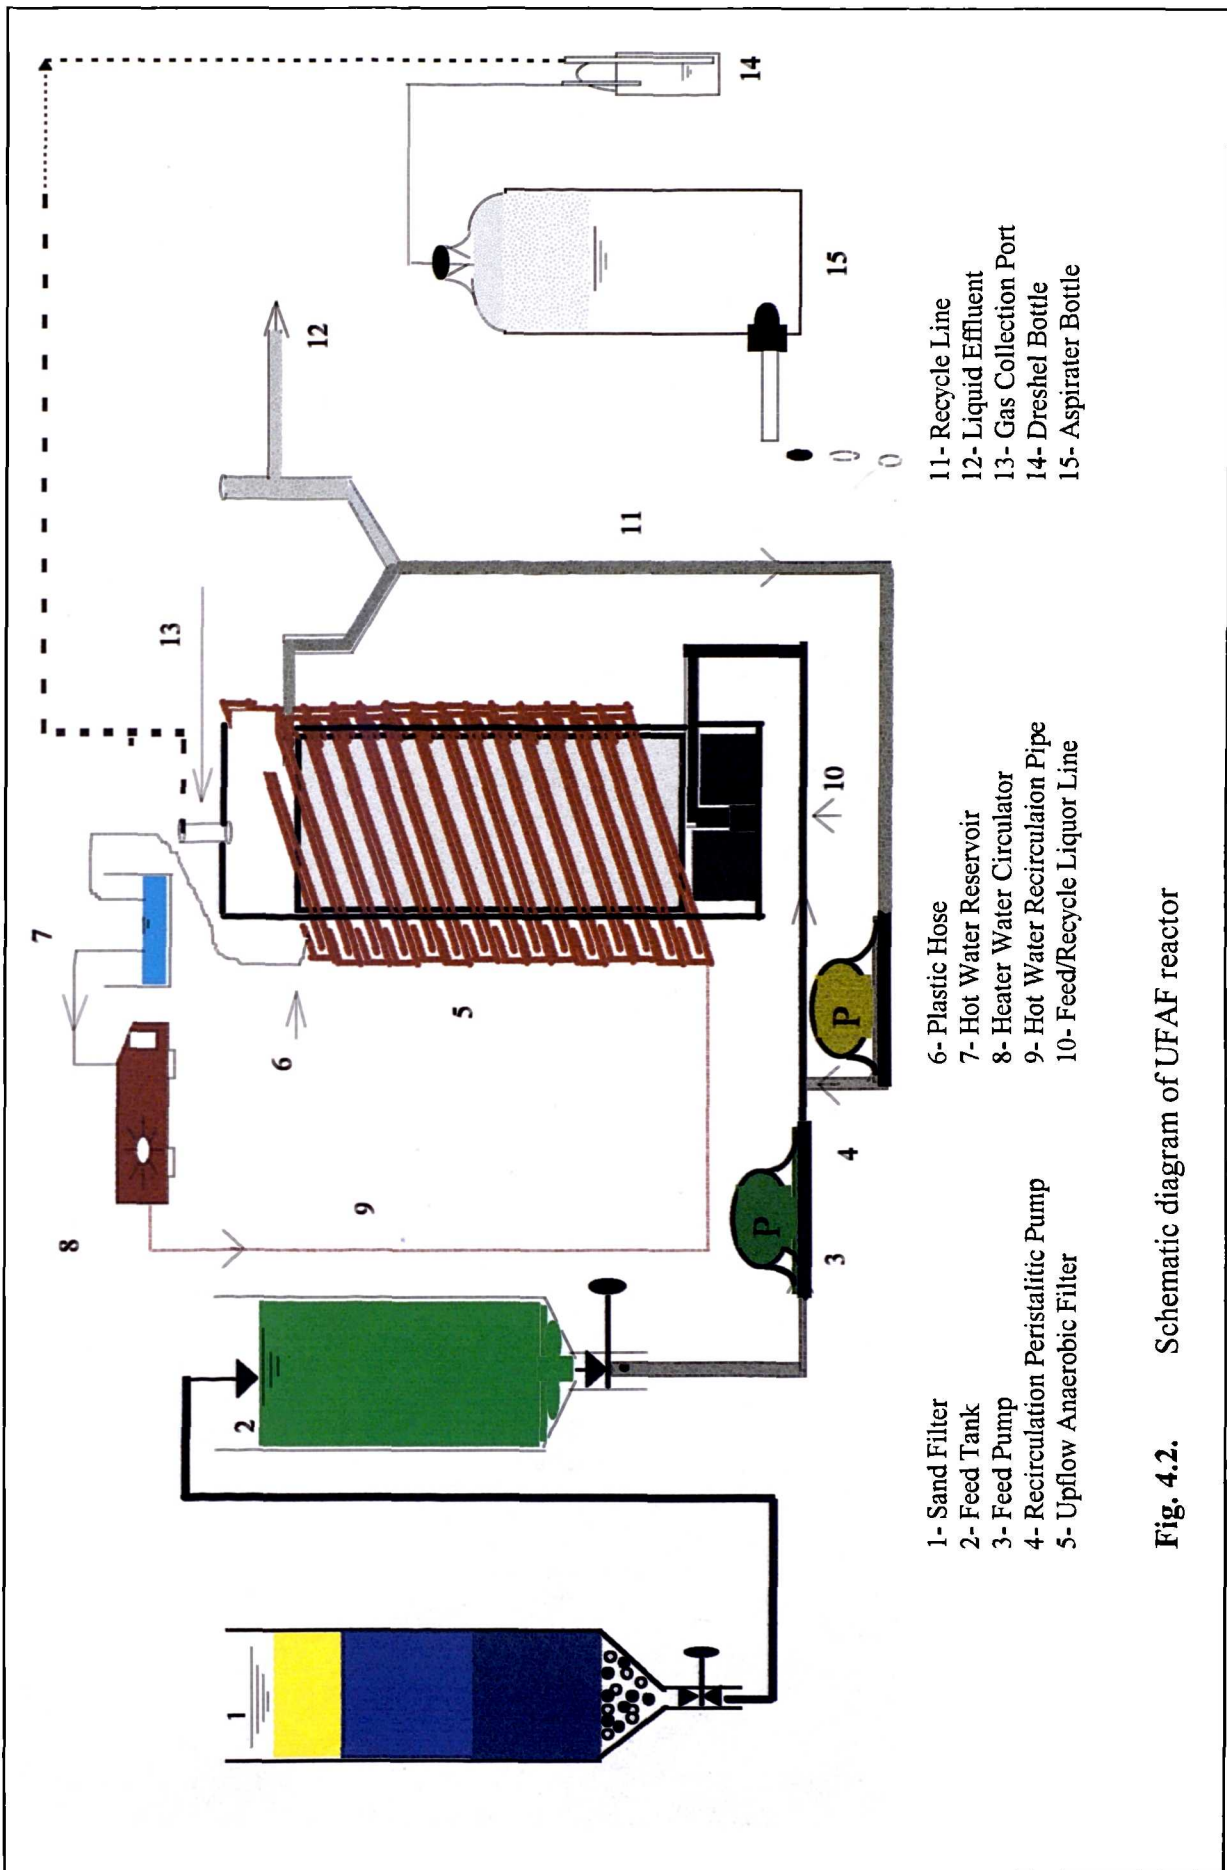 1
2
3
4
5
6
7
8
9
10
11
12
13
14
15
P
P
1- Sand Filter
2- Feed Tank
3- Feed Pump
4- Recirculation Peristalitic Pump
5- Upflow Anaerobic Filter
6- Plastic Hose
7- Hot Water Reservoir
8- Heater Water Circulator
9- Hot Water Recirculaion Pipe
10- Feed/Recycle Liquor Line
11- Recycle Line
12- Liquid Effluent
13- Gas Collection Port
14- Dreshel Bottle
15- Aspirater Bottle
Fig. 4.2. Schematic diagram of UFAF reactor